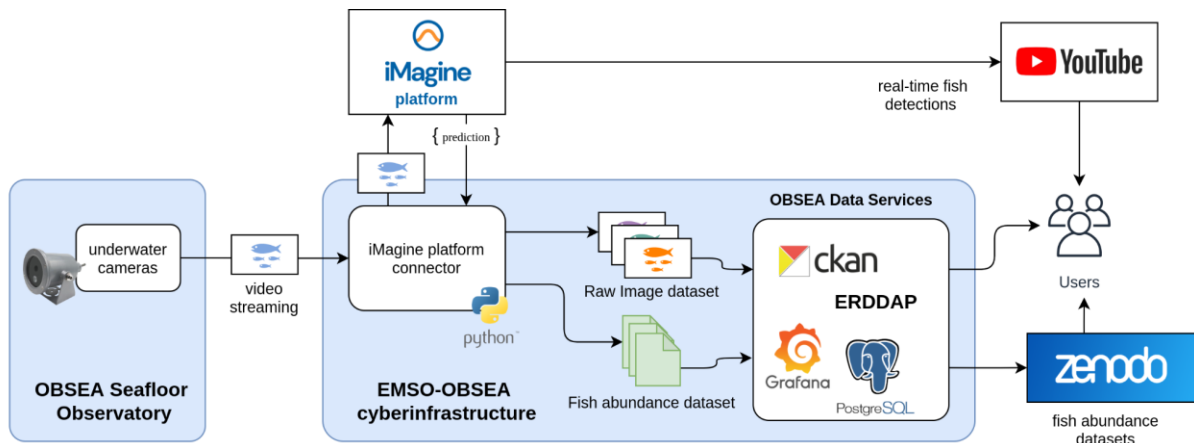 iMagine
platform
YouTube
real-time fish
detections
{ prediction }
OBSEA Data Services
underwater
cameras
iMagine platform
connector
ckan
video
streaming
Raw Image dataset
Users
ERDDAP
python™
Grafana
PostgreSQL
zenodo
OBSEA Seafloor
Observatory
EMSO-OBSEA
cyberinfrastructure
Fish abundance dataset
fish abundance
datasets